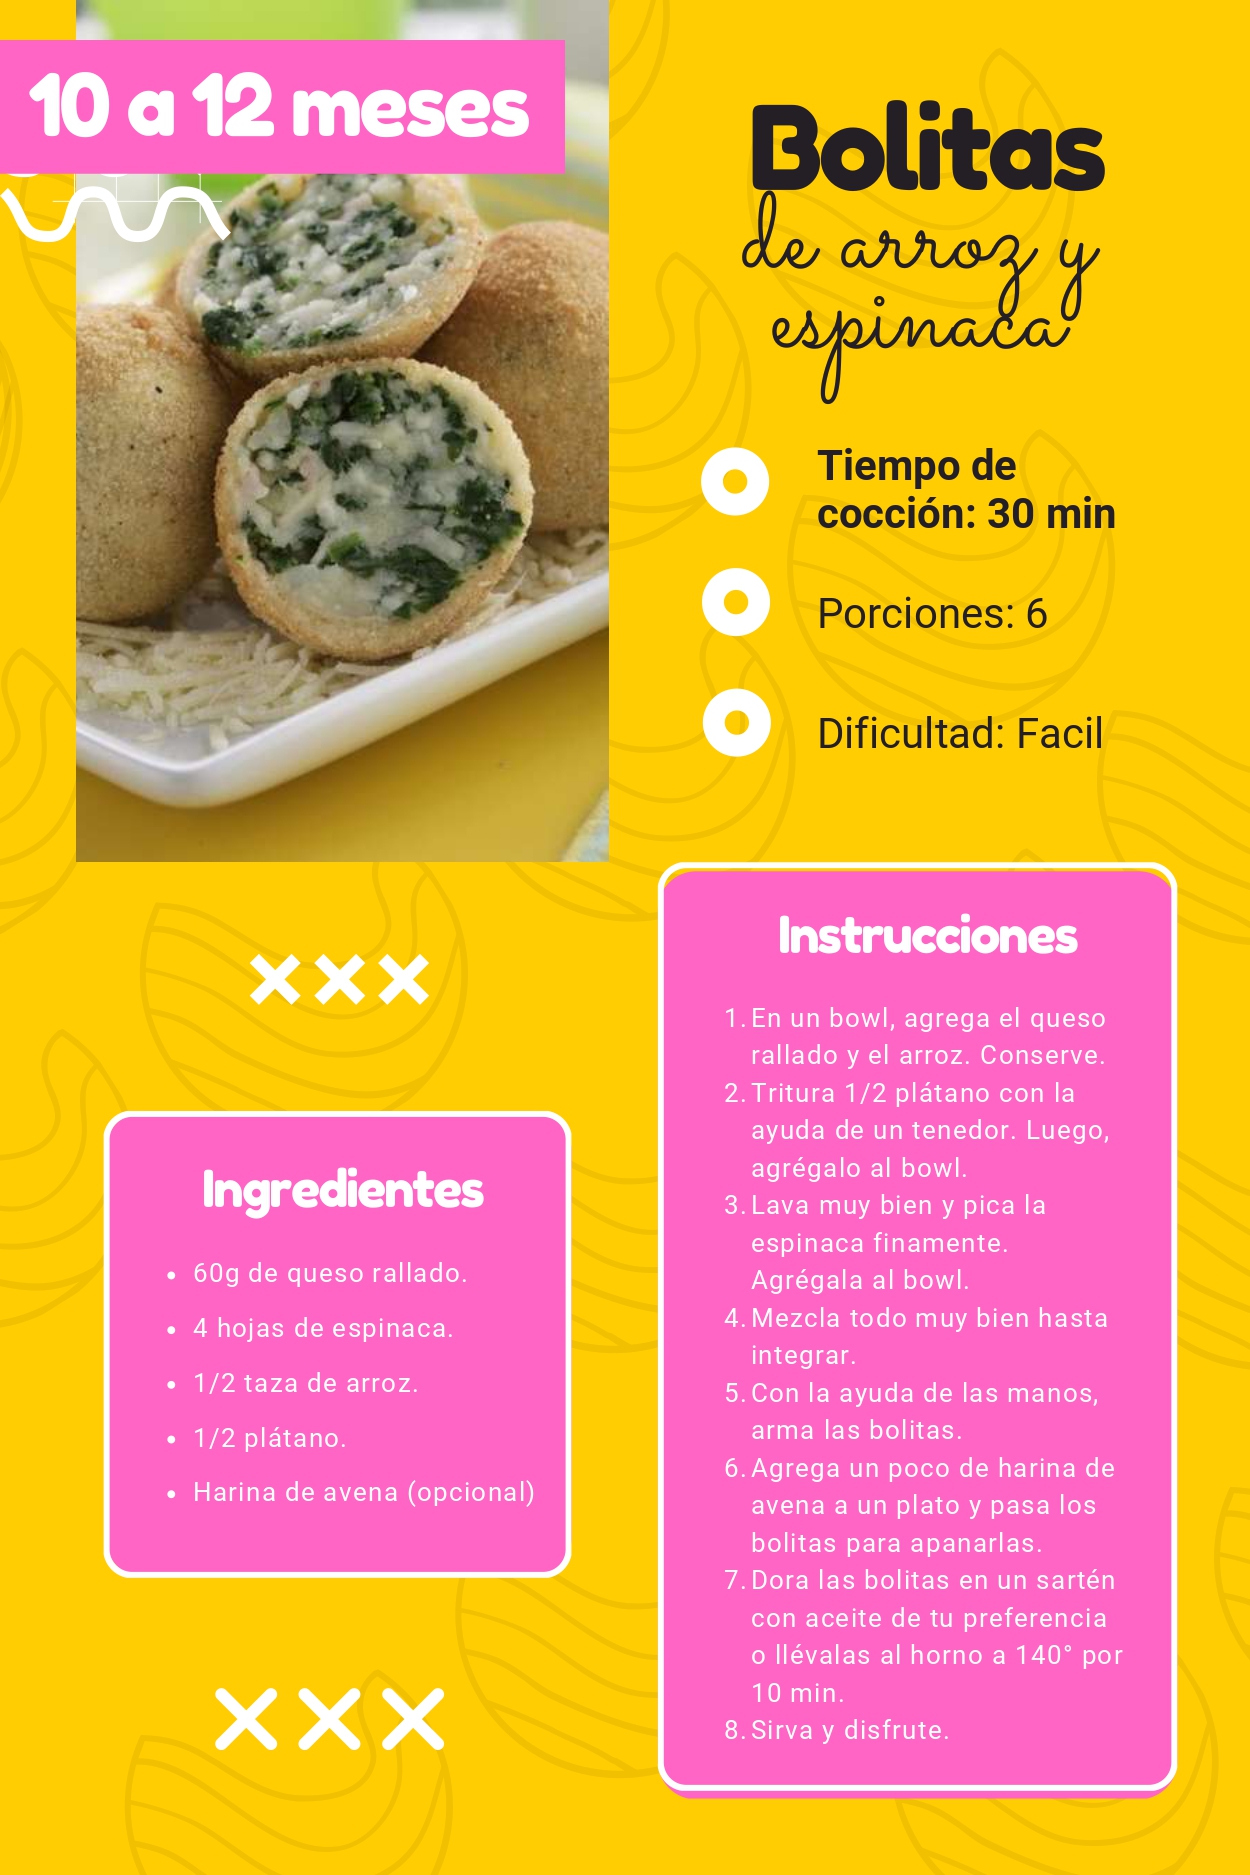 10 a 12 meses
Bolitas
de arroz y
espinaca
Tiempo de
cocción: 30 min
Porciones: 6
Dificultad: Facil
Ingredientes
• 60g de queso rallado.
• 4 hojas de espinaca.
• 1/2 taza de arroz.
• 1/2 plátano.
• Harina de avena (opcional)
Instrucciones
1. En un bowl, agrega el queso
rallado y el arroz. Conserve.
2. Tritura 1/2 plátano con la
ayuda de un tenedor. Luego,
agrégalo al bowl.
3. Lava muy bien y pica la
espinaca finamente.
Agrégala al bowl.
4. Mezcla todo muy bien hasta
integrar.
5. Con la ayuda de las manos,
arma las bolitas.
6. Agrega un poco de harina de
avena a un plato y pasa los
bolitas para apanarlas.
7. Dora las bolitas en un sartén
con aceite de tu preferencia
o llévalas al horno a 140° por
10 min.
8. Sirva y disfrute.